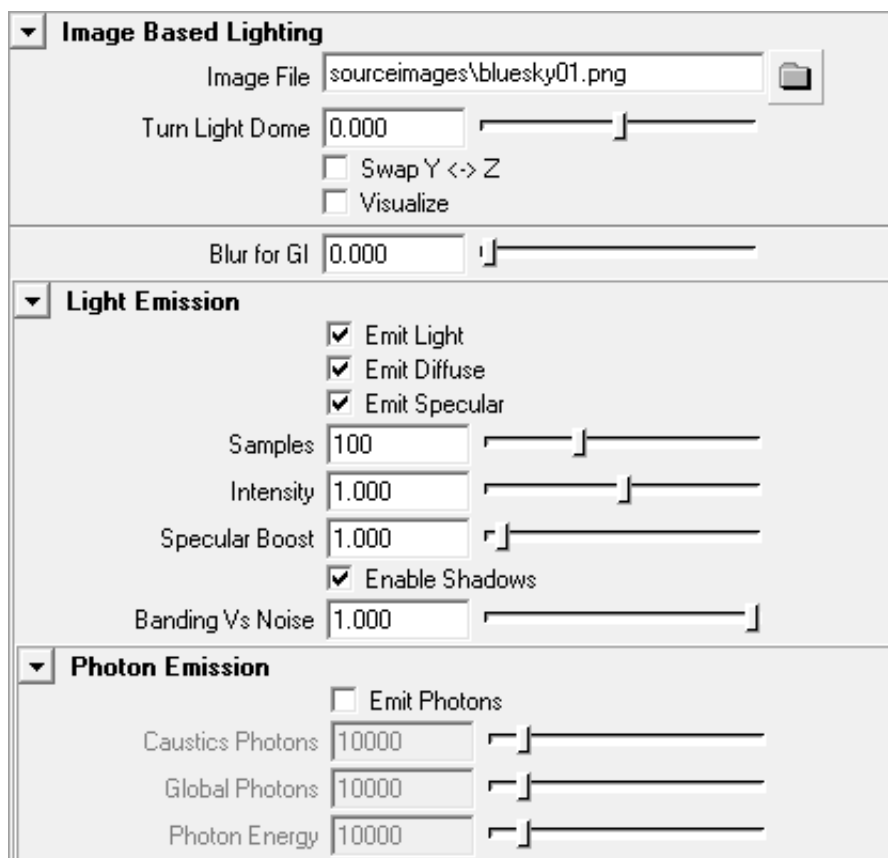 Image Based Lighting
Image File sourceimages\bluesky01.png
Turn Light Dome 0.000
Swap Y <-> Z
Visualize
Blur for GI 0.000
Light Emission
Emit Light
Emit Diffuse
Emit Specular
Samples 100
Intensity 1.000
Specular Boost 1.000
Enable Shadows
Banding Vs Noise 1.000
Photon Emission
Emit Photons
Caustics Photons 10000
Global Photons 10000
Photon Energy 10000